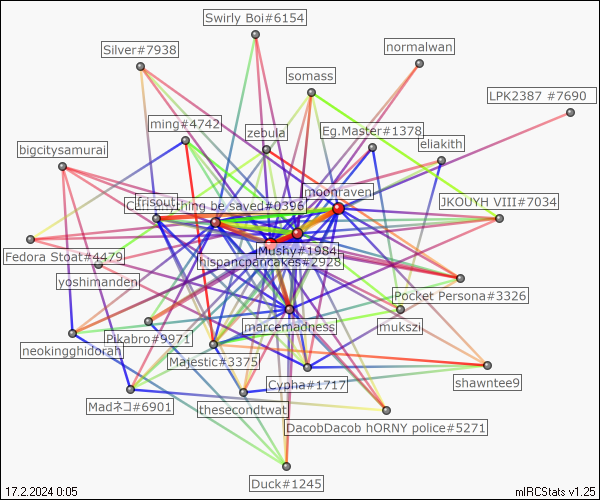 Swirly Boi#6154
Silver#7938
normalwan
somass
LPK2387 #7690
ming#4742
zebula
Eg.Master#1378
bigcitysamurai
eliakith
moonraven
frisout
anything be saved#0396
JKOUYH VIII#7034
Fedora Stoat#4479
Mushy#1984
hispancpancakes#2928
yoshimanden
Pocket Persona#3326
marcemadness
mukszi
Pikabro#9971
neokingghidorah
Majestic#3375
Cypha#1717
shawntee9
Madネコ#6901
thesecondtwat
DacobDacob hORNY police#5271
Duck#1245
17.2.2024 0:05
mIRCStats v1.25